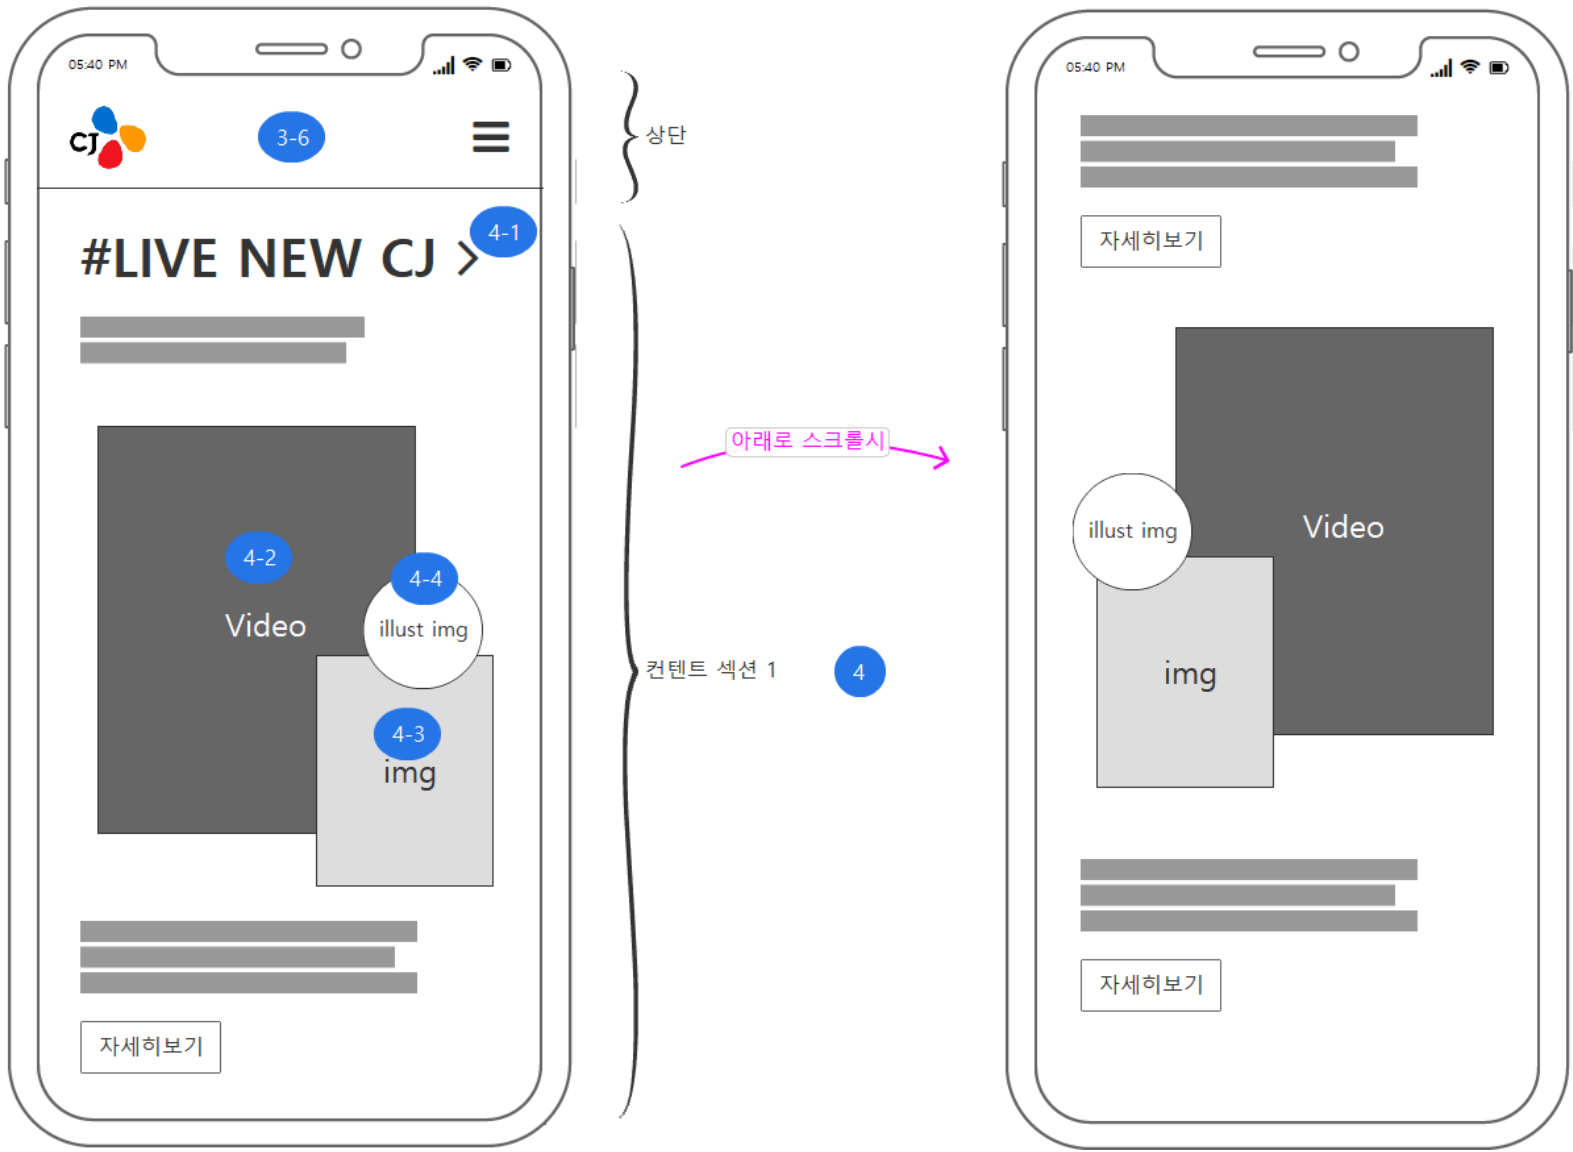 05:40 PM
CJ
3-6
4-1
#LIVE NEW CJ >
4-2
Video
4-4
illust img
4-3
img
자세히보기
상단
컨텐트 섹션 1
4
아래로 스크롤시
05:40 PM
자세히보기
Video
illust img
img
자세히보기